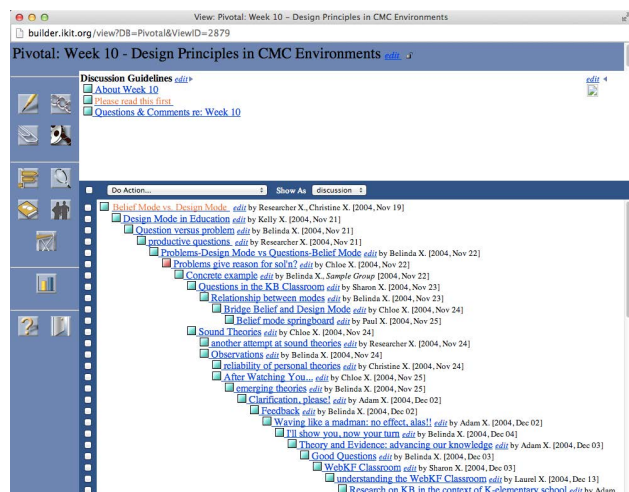 View: Pivotal: Week 10 – Design Principles in CMC Environments
builder.ikit.org/view?DB=Pivotal&ViewID=2879
Pivotal: Week 10 - Design Principles in CMC Environments edit
Discussion Guidelines edit
edit
About Week 10
Please read this first
Questions & Comments re: Week 10
Do Action... Show As discussion
Belief Mode vs. Design Mode edit by Researcher X., Christine X. [2004, Nov 19]
Design Mode in Education edit by Kelly X. [2004, Nov 21]
Question versus problem edit by Belinda X. [2004, Nov 21]
productive questions edit by Researcher X. [2004, Nov 21]
Problems-Design Mode vs Questions-Belief Mode edit by Belinda X. [2004, Nov 22]
Problems give reason for sol'n? edit by Chloe X. [2004, Nov 22]
Concrete example edit by Belinda X., Sample Group [2004, Nov 22]
Questions in the KB Classroom edit by Sharon X. [2004, Nov 23]
Relationship between modes edit by Belinda X. [2004, Nov 23]
Bridge Belief and Design Mode edit by Chloe X. [2004, Nov 24]
Belief mode springboard edit by Paul X. [2004, Nov 25]
Sound Theories edit by Chloe X. [2004, Nov 24]
another attempt at sound theories edit by Researcher X. [2004, Nov 24]
Observations edit by Belinda X. [2004, Nov 24]
reliability of personal theories edit by Christine X. [2004, Nov 24]
After Watching You... edit by Chloe X. [2004, Nov 25]
emerging theories edit by Belinda X. [2004, Nov 25]
Clarification, please! edit by Adam X. [2004, Dec 02]
Feedback edit by Belinda X. [2004, Dec 02]
Waving like a madman: no effect, alas!! edit by Adam X. [2004, Dec 02]
I'll show you, now your turn edit by Belinda X. [2004, Dec 04]
Theory and Evidence: advancing our knowledge edit by Adam X. [2004, Dec 03]
Good Questions edit by Belinda X. [2004, Dec 03]
WebKF Classroom edit by Sharon X. [2004, Dec 03]
understanding the WebKF Classroom edit by Laurel X. [2004, Dec 13]
Research on KB in the context of K-elementary school edit by Adam